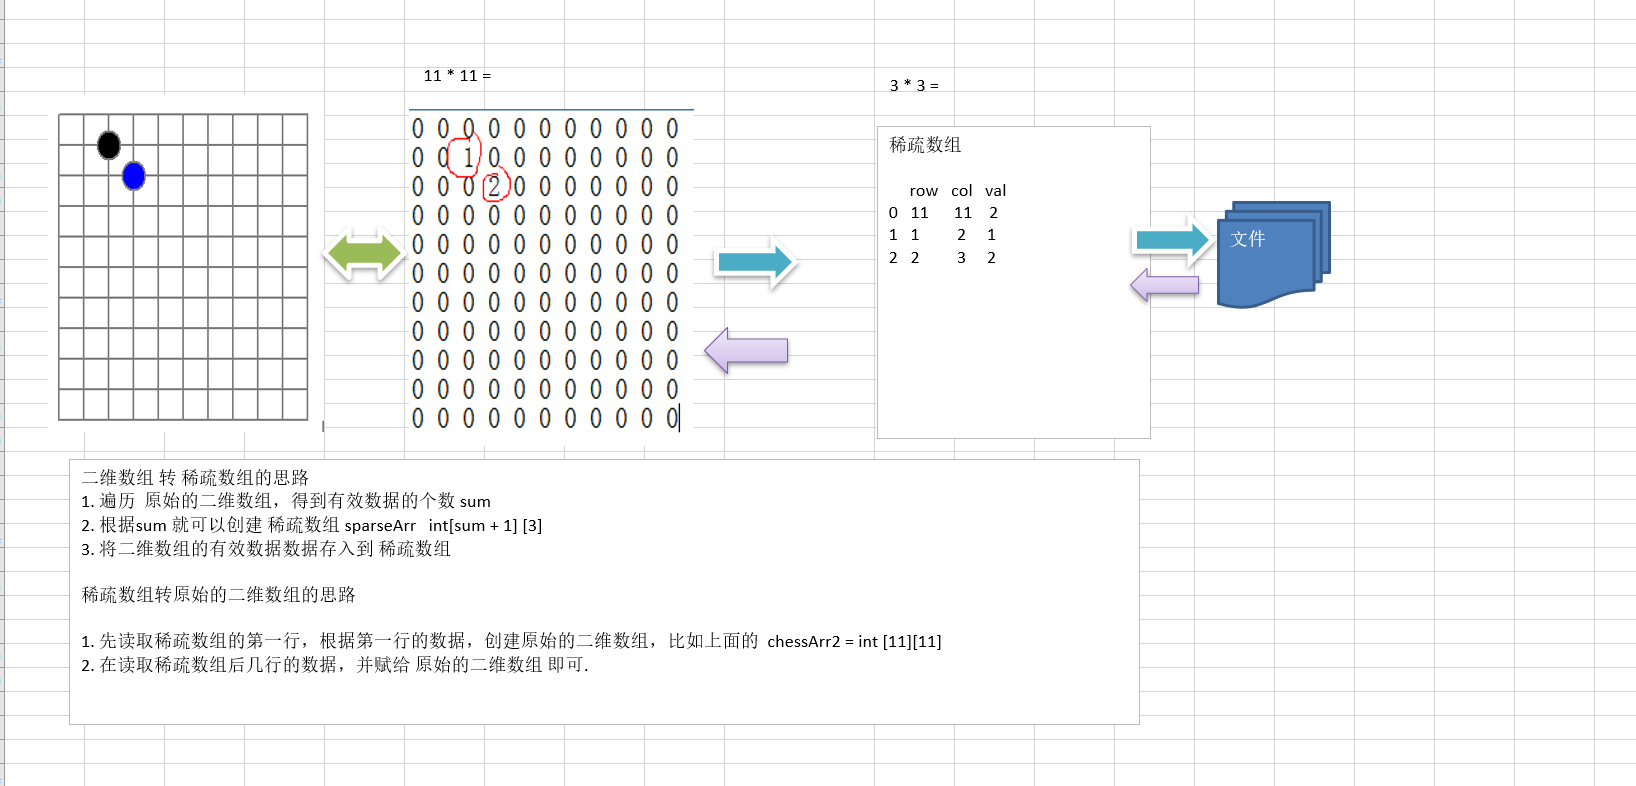 11 * 11 =
3 * 3 =
0 0 0 0 0 0 0 0 0 0 0
0 0 1 0 0 0 0 0 0 0 0
0 0 0 2 0 0 0 0 0 0 0
0 0 0 0 0 0 0 0 0 0 0
0 0 0 0 0 0 0 0 0 0 0
0 0 0 0 0 0 0 0 0 0 0
0 0 0 0 0 0 0 0 0 0 0
0 0 0 0 0 0 0 0 0 0 0
0 0 0 0 0 0 0 0 0 0 0
0 0 0 0 0 0 0 0 0 0 0
0 0 0 0 0 0 0 0 0 0 0
稀疏数组
row col val
0 11 11 2
1 1 2 1
2 2 3 2
文件
二维数组 转 稀疏数组的思路
1. 遍历 原始的二维数组，得到有效数据的个数 sum
2. 根据sum 就可以创建 稀疏数组 sparseArr int[sum + 1] [3]
3. 将二维数组的有效数据数据存入到 稀疏数组
稀疏数组转原始的二维数组的思路
1. 先读取稀疏数组的第一行，根据第一行的数据，创建原始的二维数组，比如上面的 chessArr2 = int [11][11]
2. 在读取稀疏数组后几行的数据，并赋给 原始的二维数组 即可.